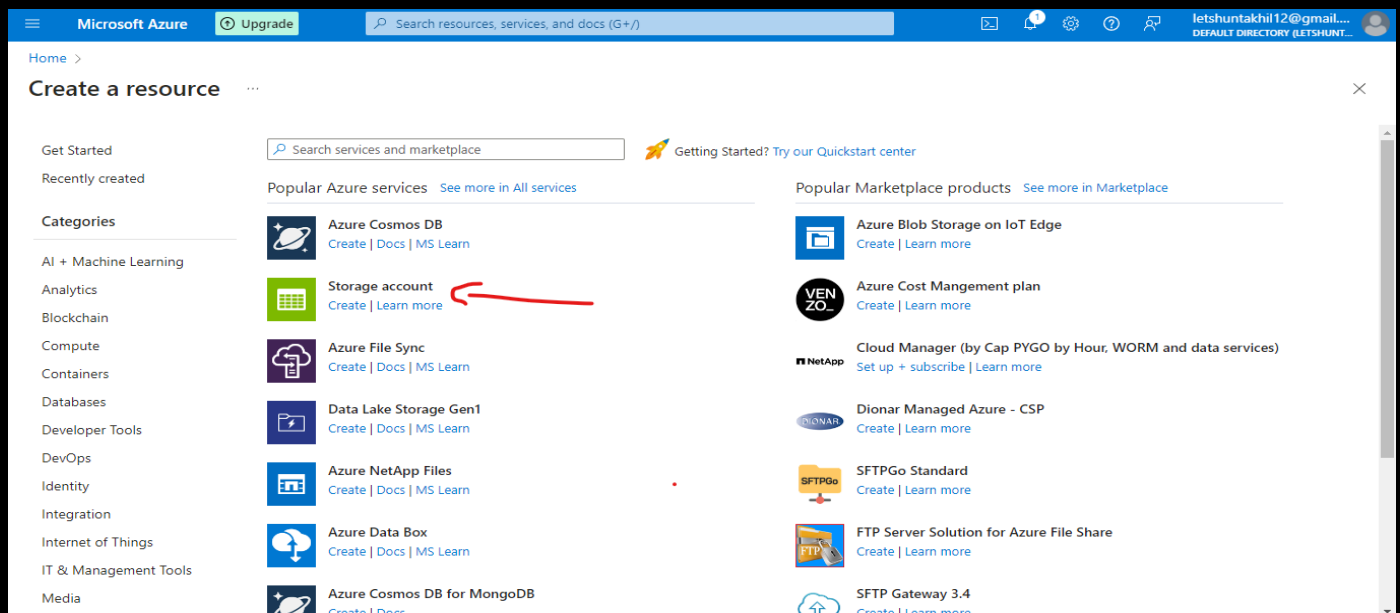 Microsoft Azure
Upgrade
Search resources, services, and docs (G+/)
1
letshuntakhil12@gmail....
DEFAULT DIRECTORY (LETSHUNT...
Home >
Create a resource ...
Get Started
Recently created
Categories
AI + Machine Learning
Analytics
Blockchain
Compute
Containers
Databases
Developer Tools
DevOps
Identity
Integration
Internet of Things
IT & Management Tools
Media
Search services and marketplace
Getting Started? Try our Quickstart center
Popular Azure services See more in All services
Azure Cosmos DB
Create | Docs | MS Learn
Storage account
Create | Learn more
Azure File Sync
Create | Docs | MS Learn
Data Lake Storage Gen1
Create | Docs | MS Learn
Azure NetApp Files
Create | Docs | MS Learn
Azure Data Box
Create | Docs | MS Learn
Azure Cosmos DB for MongoDB
Create | Docs
Popular Marketplace products See more in Marketplace
Azure Blob Storage on IoT Edge
Create | Learn more
VEN
ZO_
Azure Cost Mangement plan
Create | Learn more
NetApp
Cloud Manager (by Cap PYGO by Hour, WORM and data services)
Set up + subscribe | Learn more
DIONAR
Dionar Managed Azure - CSP
Create | Learn more
SFTPGo
SFTPGo Standard
Create | Learn more
FTP
FTP Server Solution for Azure File Share
Create | Learn more
SFTP Gateway 3.4
Create | Learn more